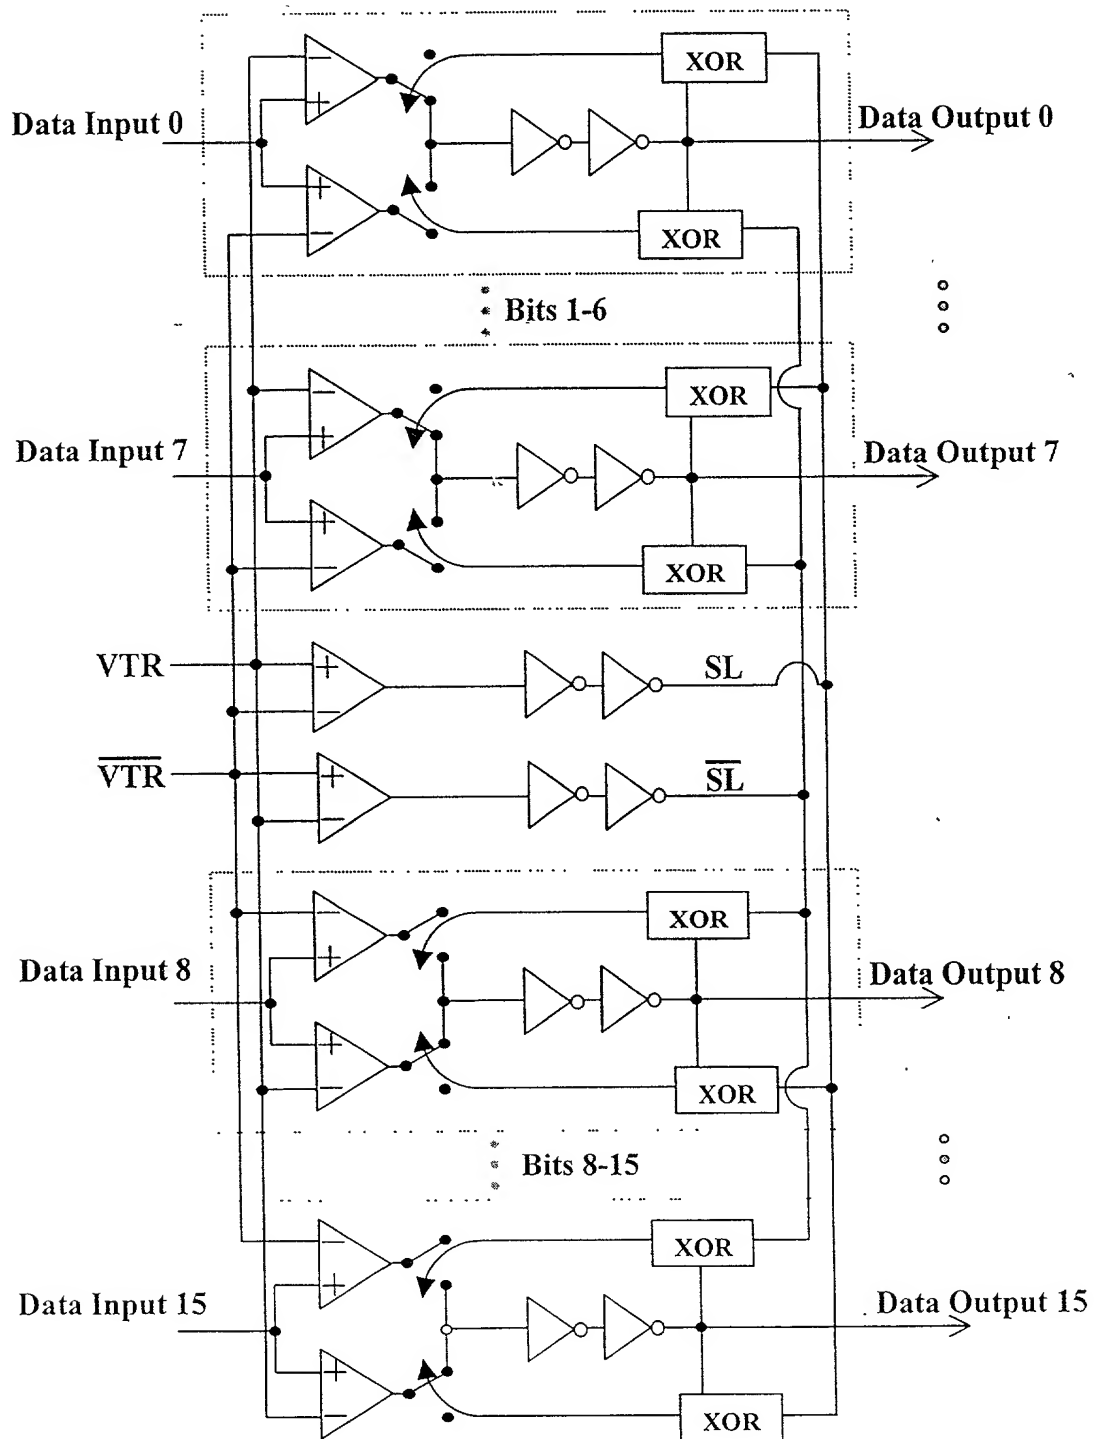 XOR
Data Input 0
Data Output 0
XOR
Bits 1-6
XOR
Data Input 7
Data Output 7
XOR
VTR
SL
V̅T̅R̅
S̅L̅
XOR
Data Input 8
Data Output 8
XOR
Bits 8-15
XOR
Data Input 15
Data Output 15
XOR